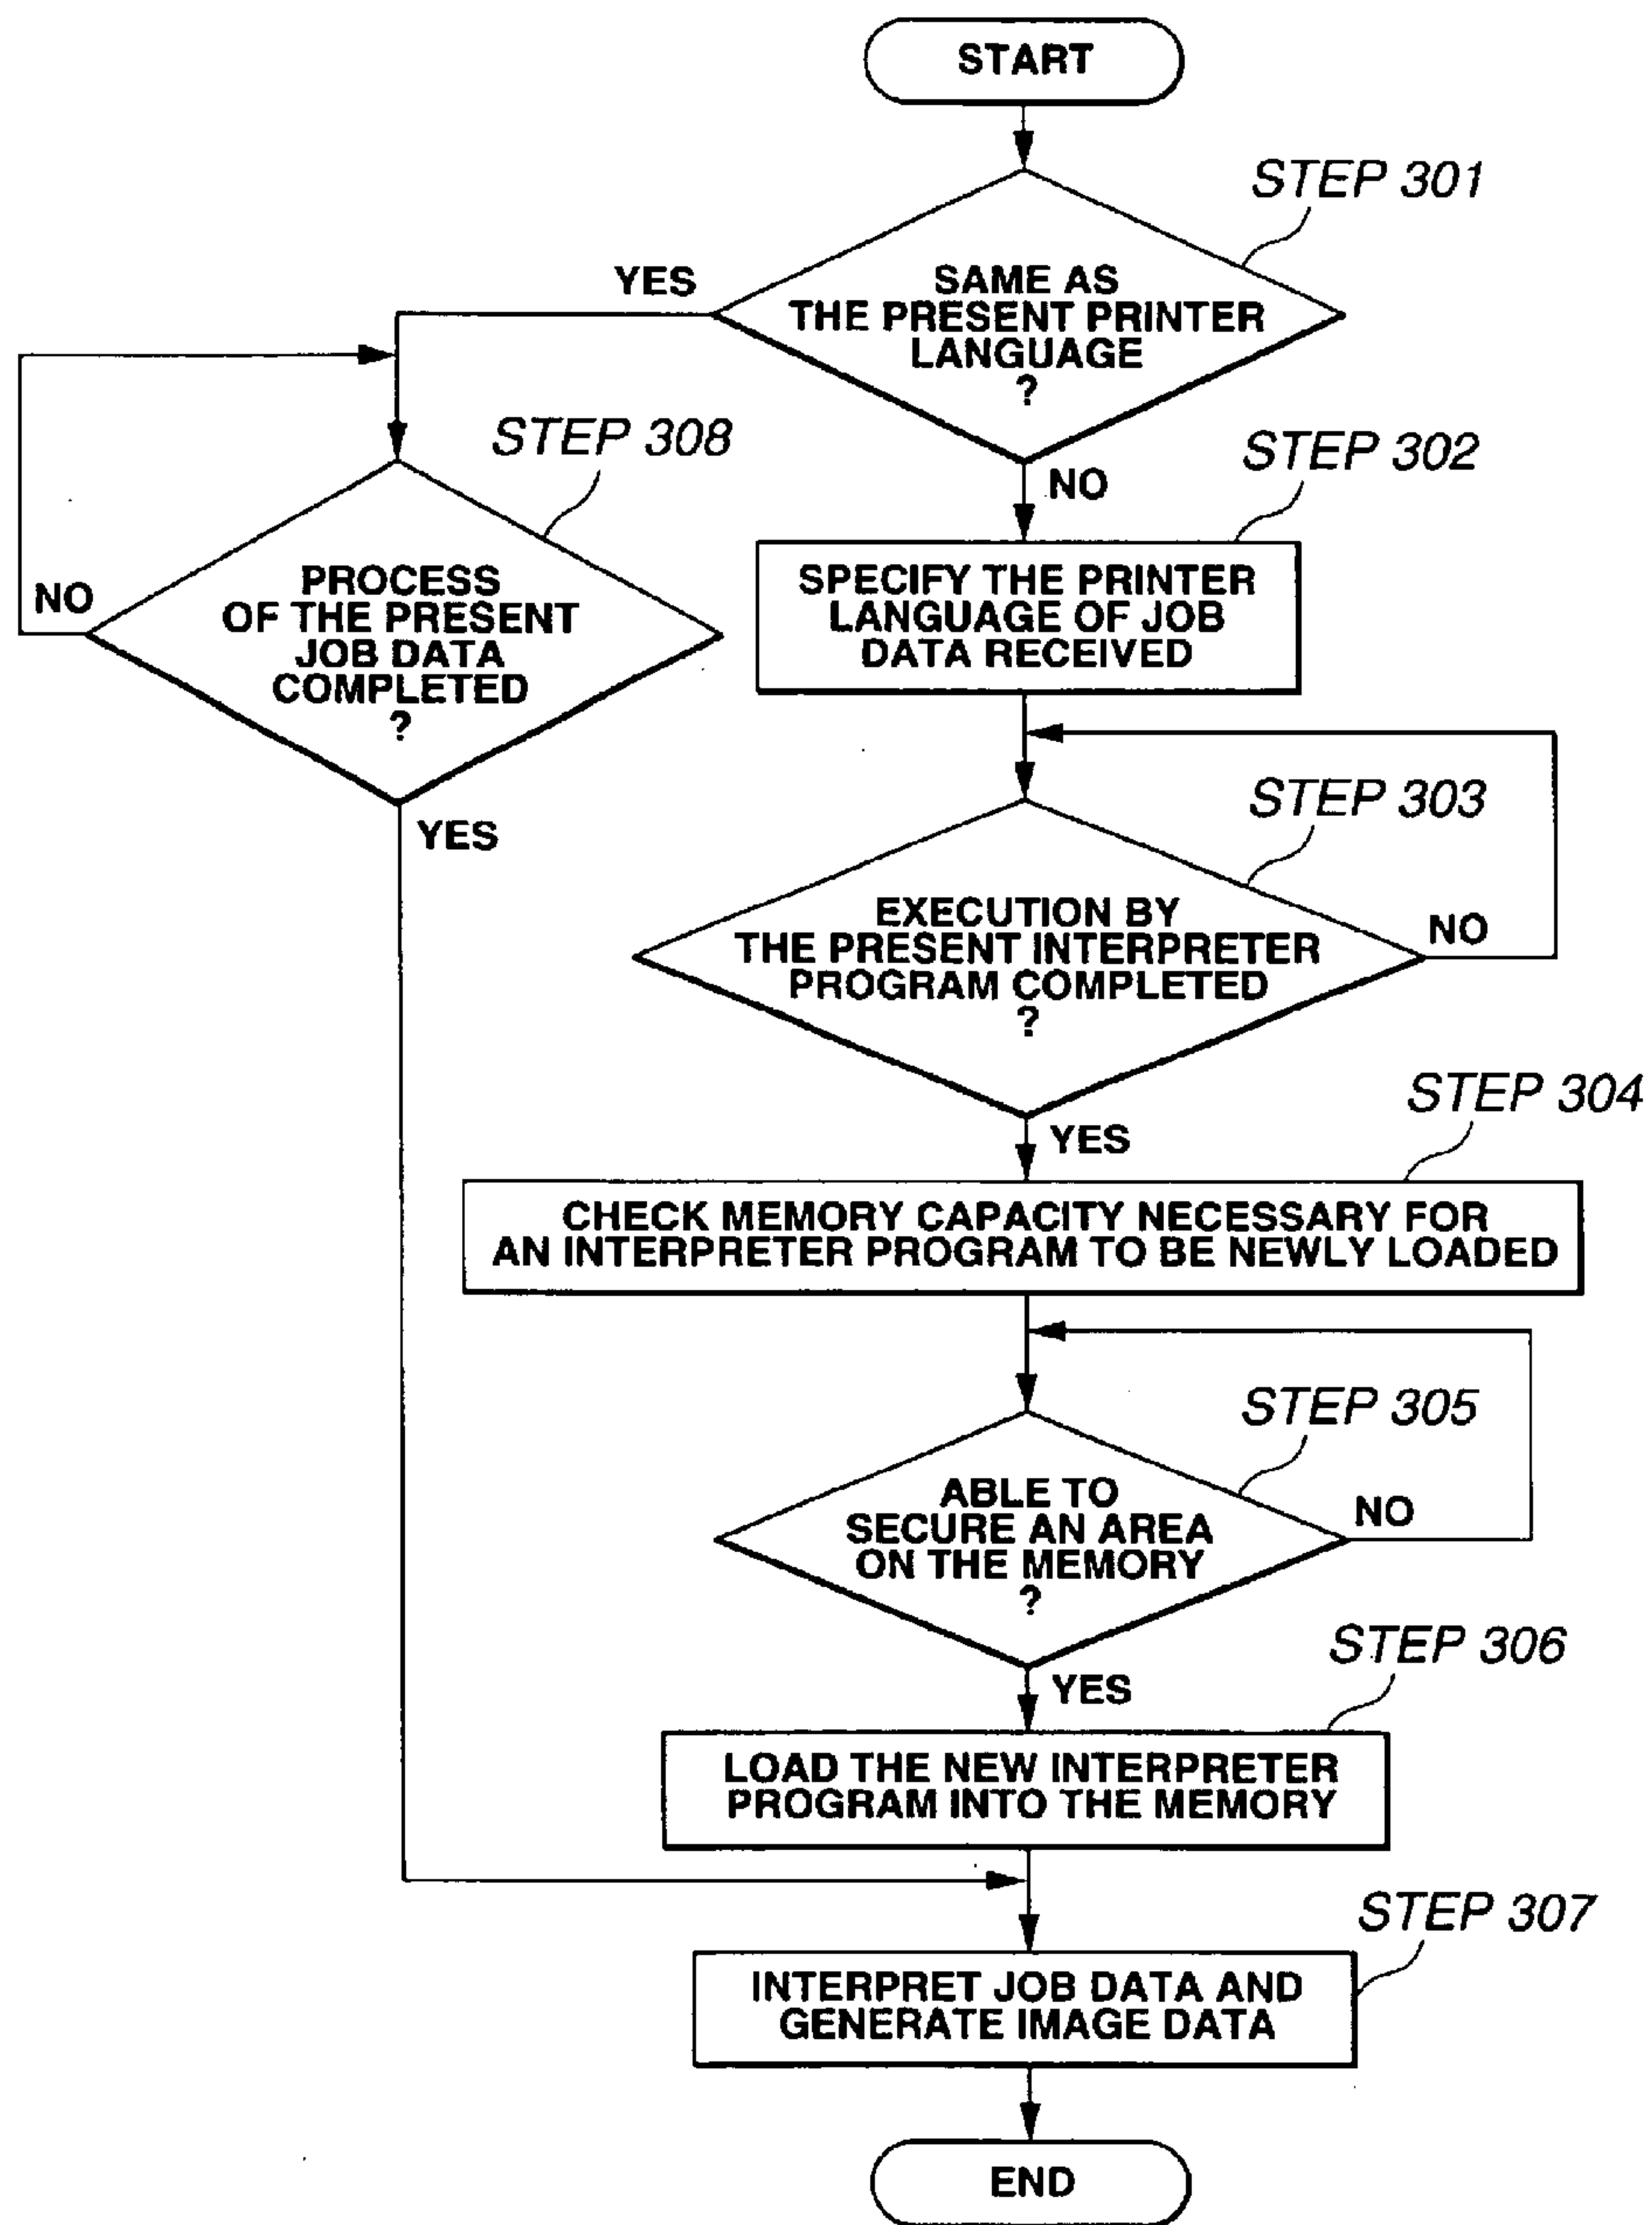 START
STEP 301
YES
SAME AS
THE PRESENT PRINTER
LANGUAGE
?
STEP 308
STEP 302
NO
PROCESS
OF THE PRESENT
JOB DATA
COMPLETED
?
NO
SPECIFY THE PRINTER
LANGUAGE OF JOB
DATA RECEIVED
YES
STEP 303
EXECUTION BY
THE PRESENT INTERPRETER
PROGRAM COMPLETED
?
NO
STEP 304
YES
CHECK MEMORY CAPACITY NECESSARY FOR
AN INTERPRETER PROGRAM TO BE NEWLY LOADED
STEP 305
ABLE TO
SECURE AN AREA
ON THE MEMORY
?
NO
STEP 306
YES
LOAD THE NEW INTERPRETER
PROGRAM INTO THE MEMORY
STEP 307
INTERPRET JOB DATA AND
GENERATE IMAGE DATA
END